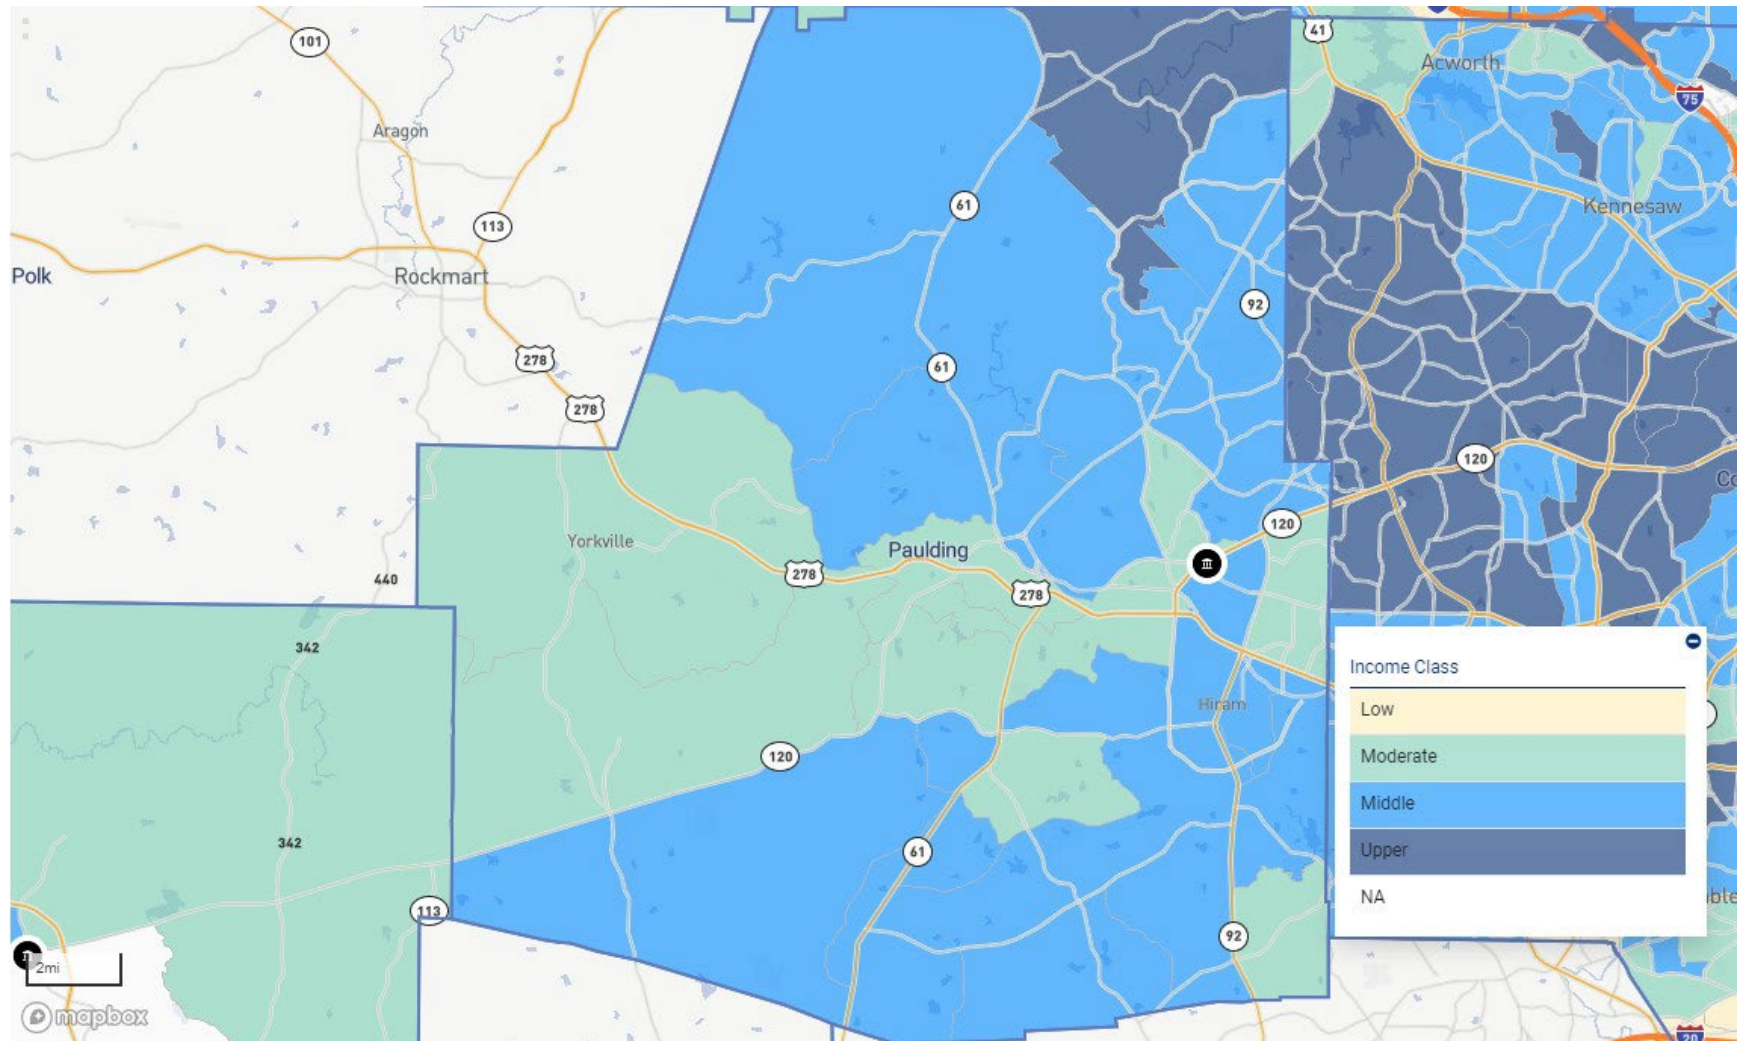 101
41
Acworth
75
Aragon
61
113
Kennesaw
Polk
Rockmart
92
278
61
278
120
120
Yorkville
Paulding
440
278
278
342
Income Class
Hiram
Low
120
Moderate
Middle
342
61
Upper
NA
113
92
2mi
mapbox
20